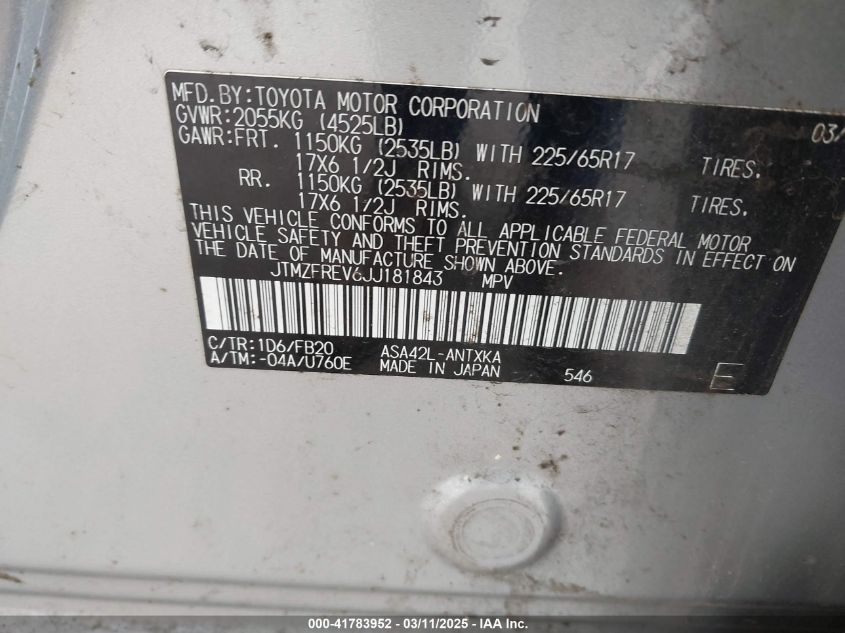 MFD.BY:TOYOTA MOTOR CORPORATION 03/
GVWR:2055KG (4525LB)
GAWR:FRT. 1150KG (2535LB) WITH 225/65R17 TIRES.
17X6 1/2J RIMS.
RR. 1150KG (2535LB) WITH 225/65R17 TIRES.
17X6 1/2J RIMS.
THIS VEHICLE CONFORMS TO ALL APPLICABLE FEDERAL MOTOR
VEHICLE SAFETY AND THEFT PREVENTION STANDARDS IN EFFECT ON
THE DATE OF MANUFACTURE SHOWN ABOVE.
JTMZFREV6JJ181843 MPV
C/TR:1D6/FB20 ASA42L-ANTXKA
A/TM:-04A/U760E MADE IN JAPAN 546 E
000-41783952 - 03/11/2025 - IAA Inc.